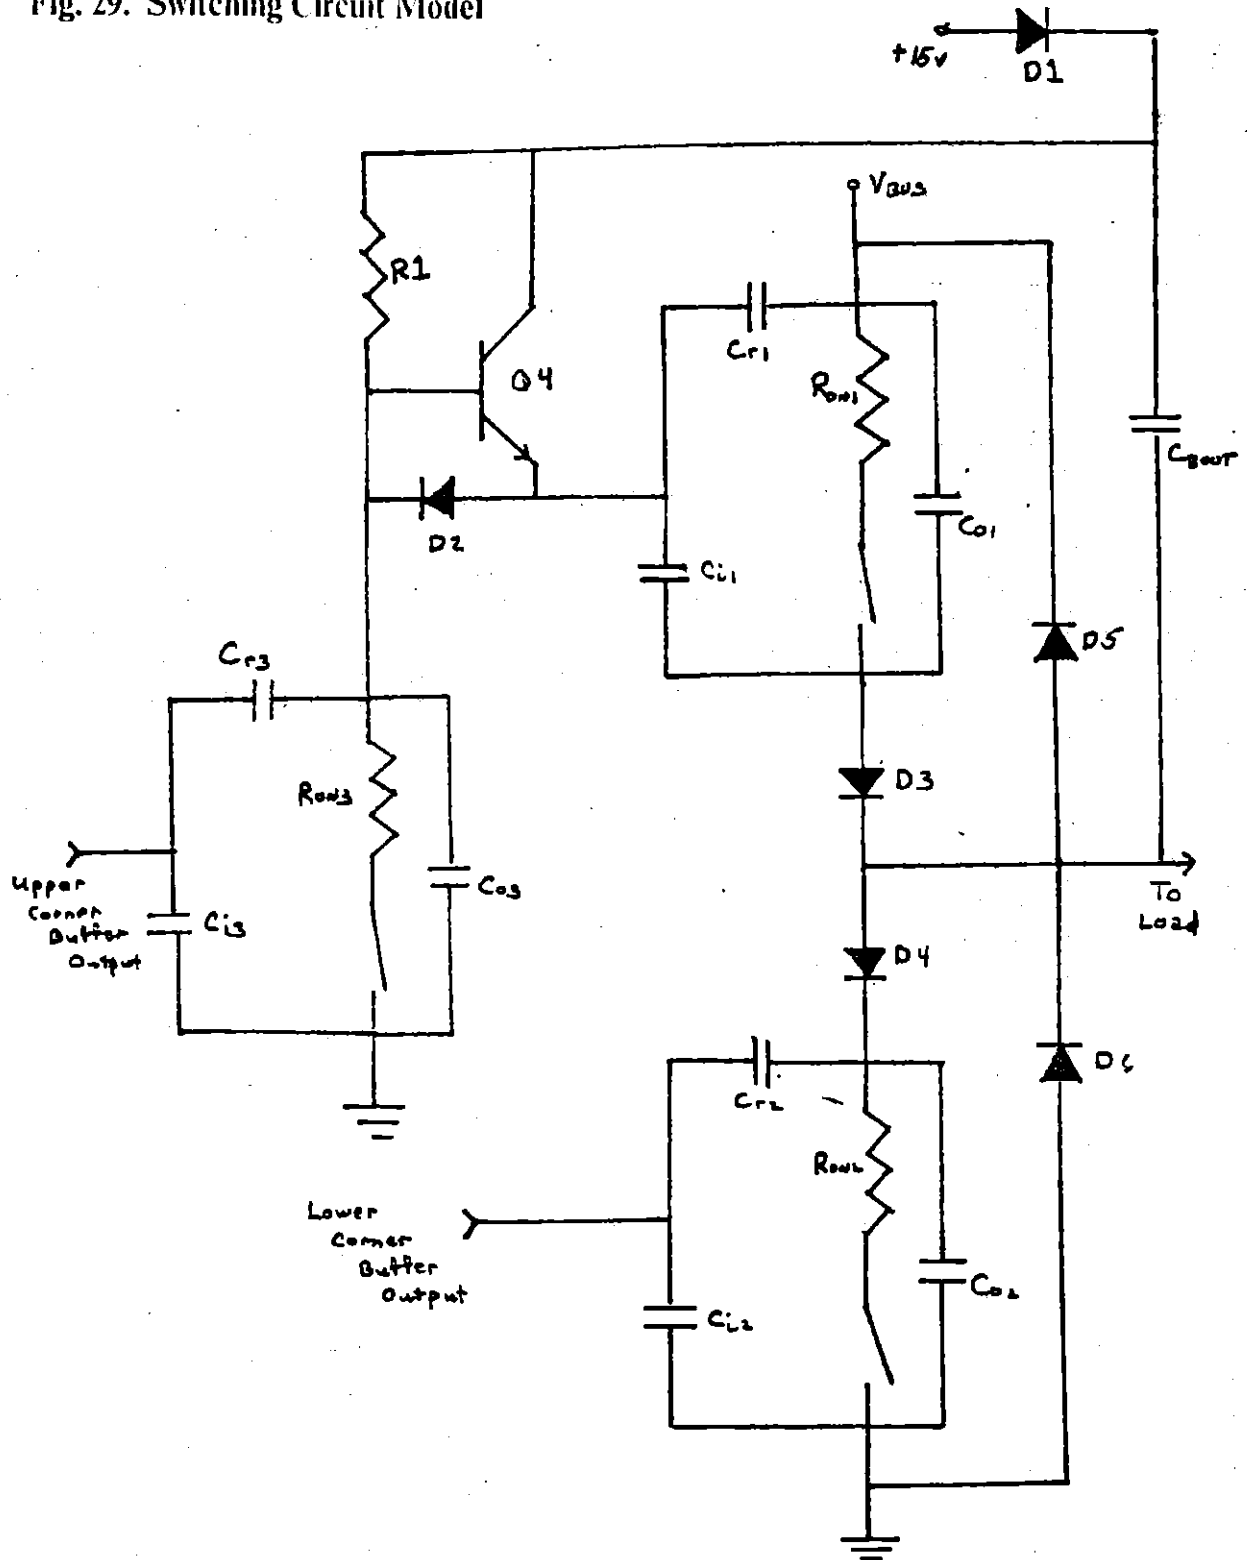 Fig. 29. Switching Circuit Model
+15v
D1
VBUS
R1
Cr1
RON1
Q4
CBOUT
D2
Co1
Ci1
D5
Cr3
D3
RON3
Co3
Upper
Corner
Buffer
Output
Ci3
To
Load
D4
Cr2
D6
RON2
Lower
Corner
Buffer
Output
Co2
Ci2